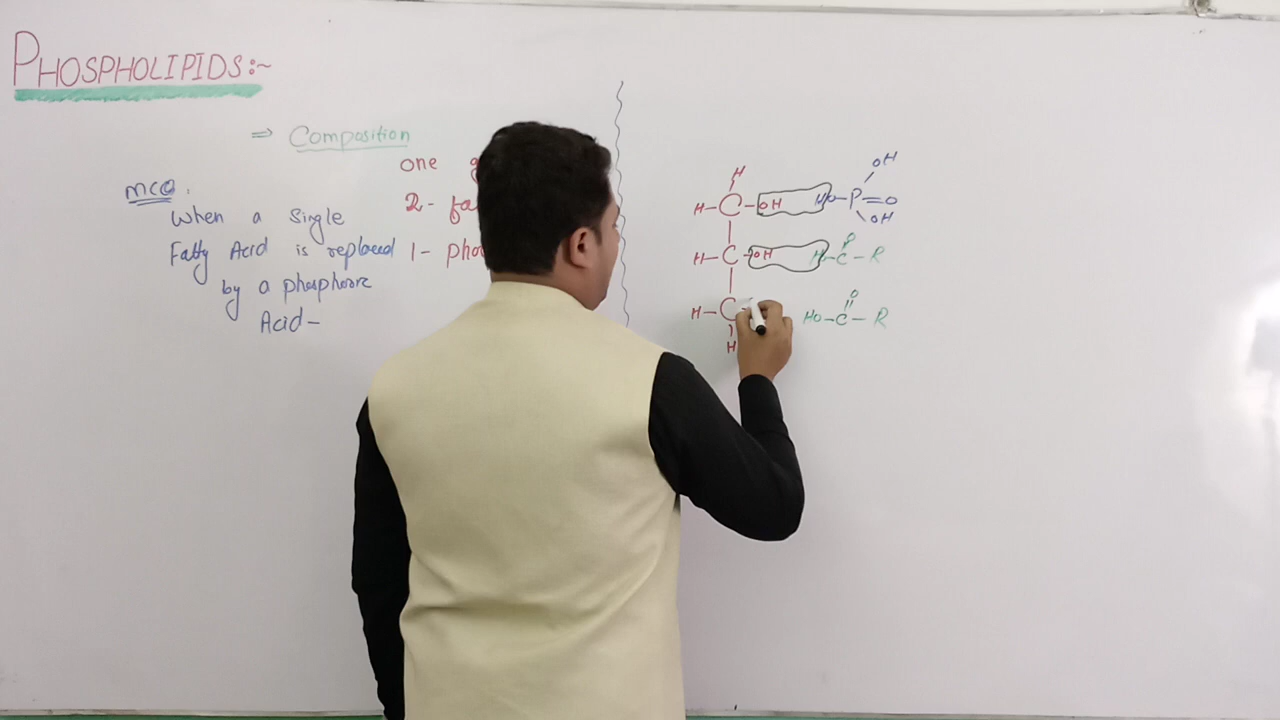 PHOSPHOLIPIDS:~
⇒ Composition
one
2-
1-
MCQ.
When a Single
Fatty Acid is replaced
by a phosphoric
Acid-
H OH
H-C-OH HO-P=O
OH
O
H-C-OH C-R
O
H-C HO-C-R
H